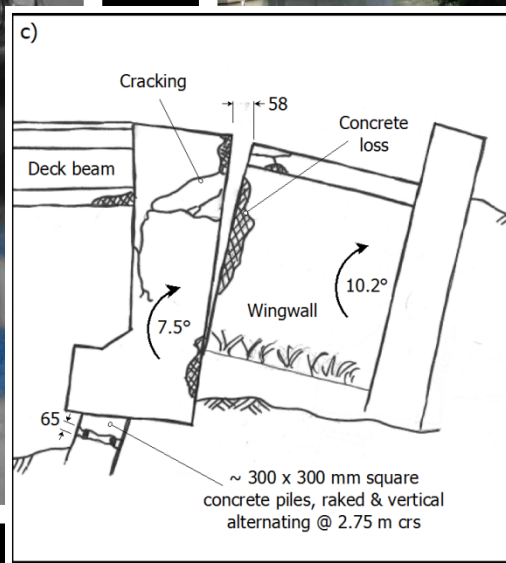 c)
58
Cracking
Concrete
loss
Deck beam
10.2°
7.5°
Wingwall
65
~ 300 x 300 mm square
concrete piles, raked & vertical
alternating @ 2.75 m crs